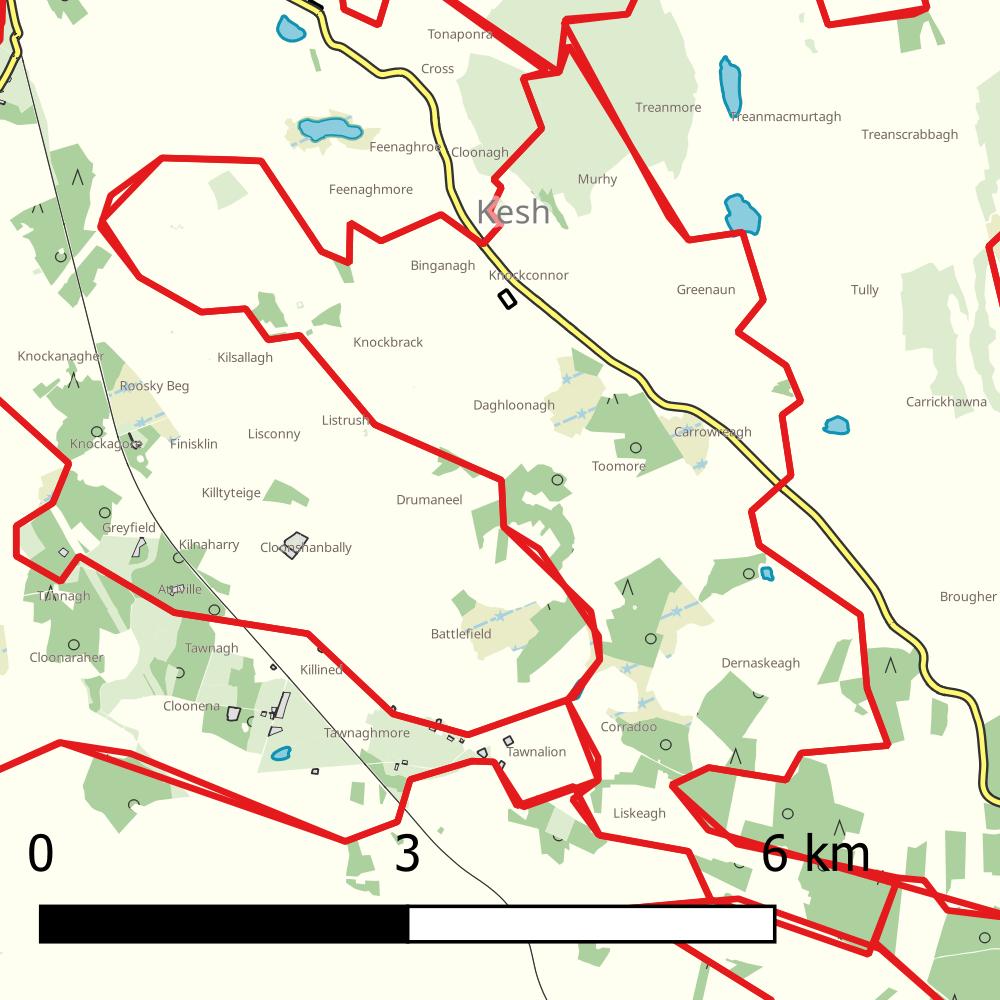 Tonaponra
Cross
Treanmore
Treanmacmurtagh
Treanscrabbagh
Feenaghroe
Cloonagh
Murhy
Feenaghmore
Kesh
Binganagh
Knockconnor
Greenaun
Tully
Knockbrack
Knockanagher
Kilsallagh
Roosky Beg
Daghloonagh
Carrickhawna
Listrush
Carrowreagh
Lisconny
Knockagore
Finisklin
Toomore
Killtyteige
Drumaneel
Greyfield
Kilnaharry
Cloonshanbally
Attiville
Tunnagh
Brougher
Battlefield
Tawnagh
Cloonaraher
Dernaskeagh
Killined
Cloonena
Tawnaghmore
Corradoo
Tawnalion
Liskeagh
0 3 6 km